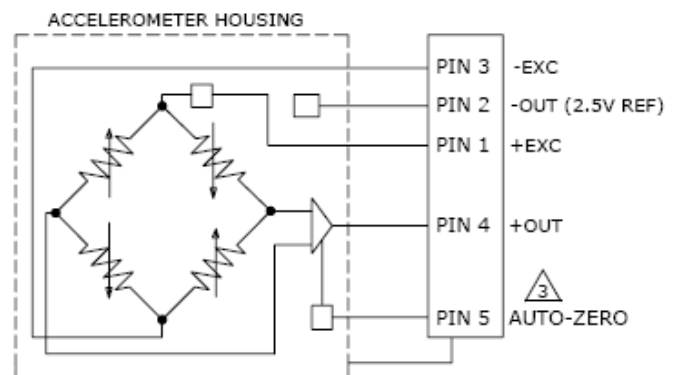 ACCELEROMETER HOUSING
PIN 3 -EXC
PIN 2 -OUT (2.5V REF)
PIN 1 +EXC
PIN 4 +OUT
3
PIN 5 AUTO-ZERO